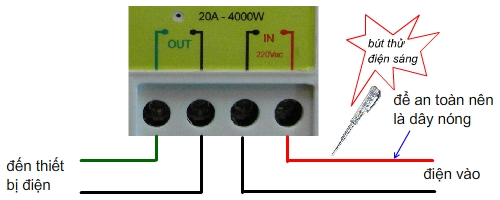 20A - 4000W
OUT
IN
220Vac
bút thử
điện sáng
để an toàn nên
là dây nóng
đến thiết
bị điện
điện vào